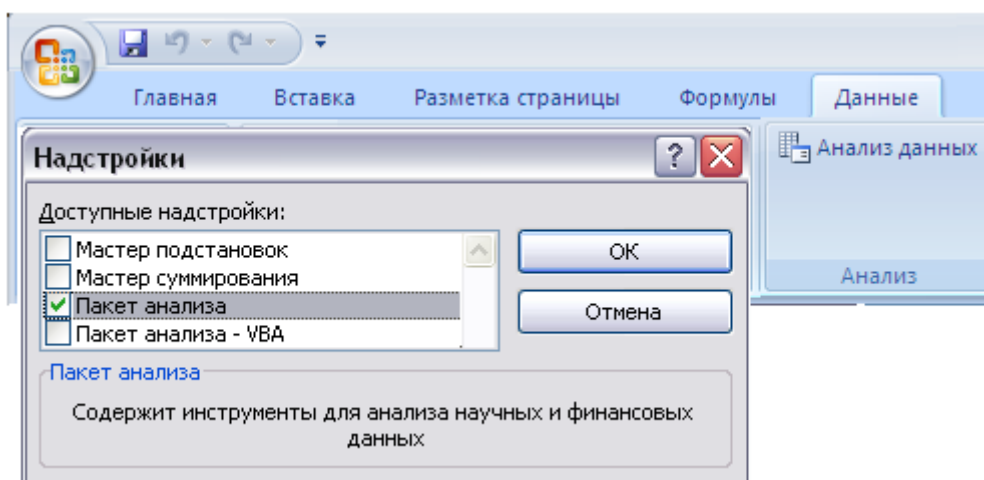 Главная Вставка Разметка страницы Формулы Данные
Надстройки
?
Доступные надстройки:
Мастер подстановок
Мастер суммирования
Пакет анализа
Пакет анализа - VBA
ОК
Отмена
Пакет анализа
Содержит инструменты для анализа научных и финансовых
данных
Анализ данных
Анализ